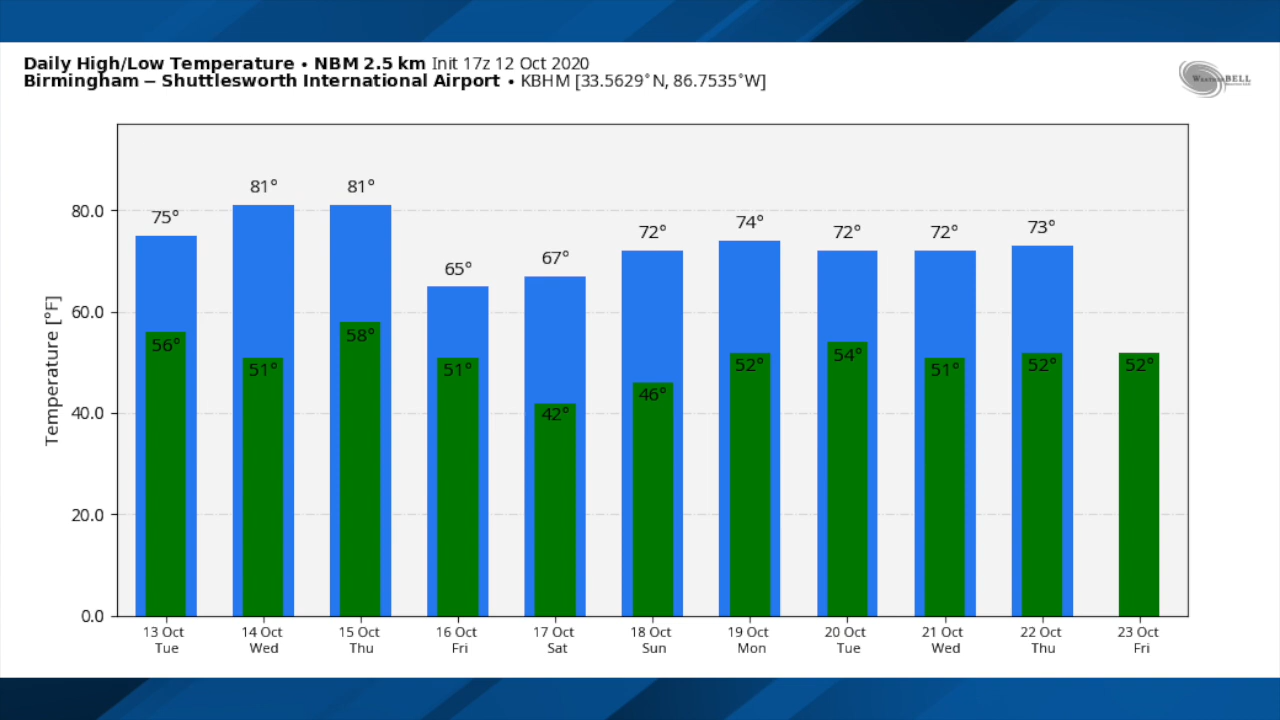 Daily High/Low Temperature • NBM 2.5 km Init 17z 12 Oct 2020
Birmingham — Shuttlesworth International Airport • KBHM [33.5629°N, 86.7535°W]
WeatherBELL
81° 81°
75° 74°
72° 72° 72° 73°
65° 67°
56° 51° 58° 51° 42° 46° 52° 54° 51° 52° 52°
Temperature [°F]
80.0
60.0
40.0
20.0
0.0
13 Oct 14 Oct 15 Oct 16 Oct 17 Oct 18 Oct 19 Oct 20 Oct 21 Oct 22 Oct 23 Oct
Tue Wed Thu Fri Sat Sun Mon Tue Wed Thu Fri